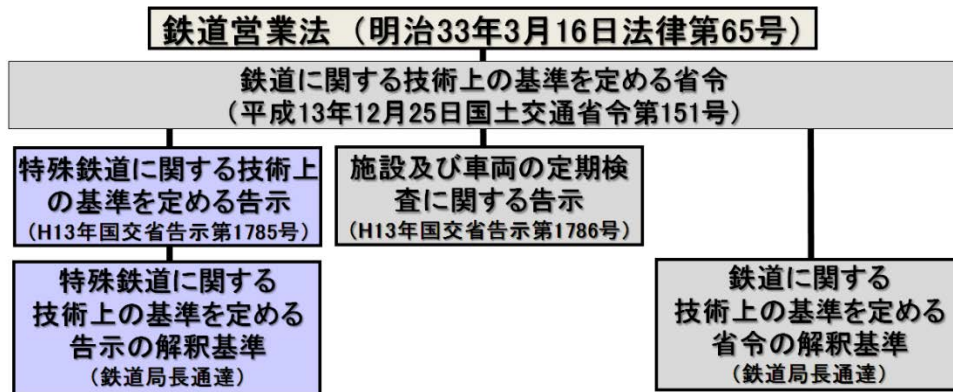 鉄道営業法（明治33年3月16日法律第65号）
鉄道に関する技術上の基準を定める省令
（平成13年12月25日国土交通省令第151号）
特殊鉄道に関する技術上
の基準を定める告示
（H13年国交省告示第1785号）
施設及び車両の定期検
査に関する告示
（H13年国交省告示第1786号）
特殊鉄道に関する
技術上の基準を定める
告示の解釈基準
（鉄道局長通達）
鉄道に関する
技術上の基準を定める
省令の解釈基準
（鉄道局長通達）